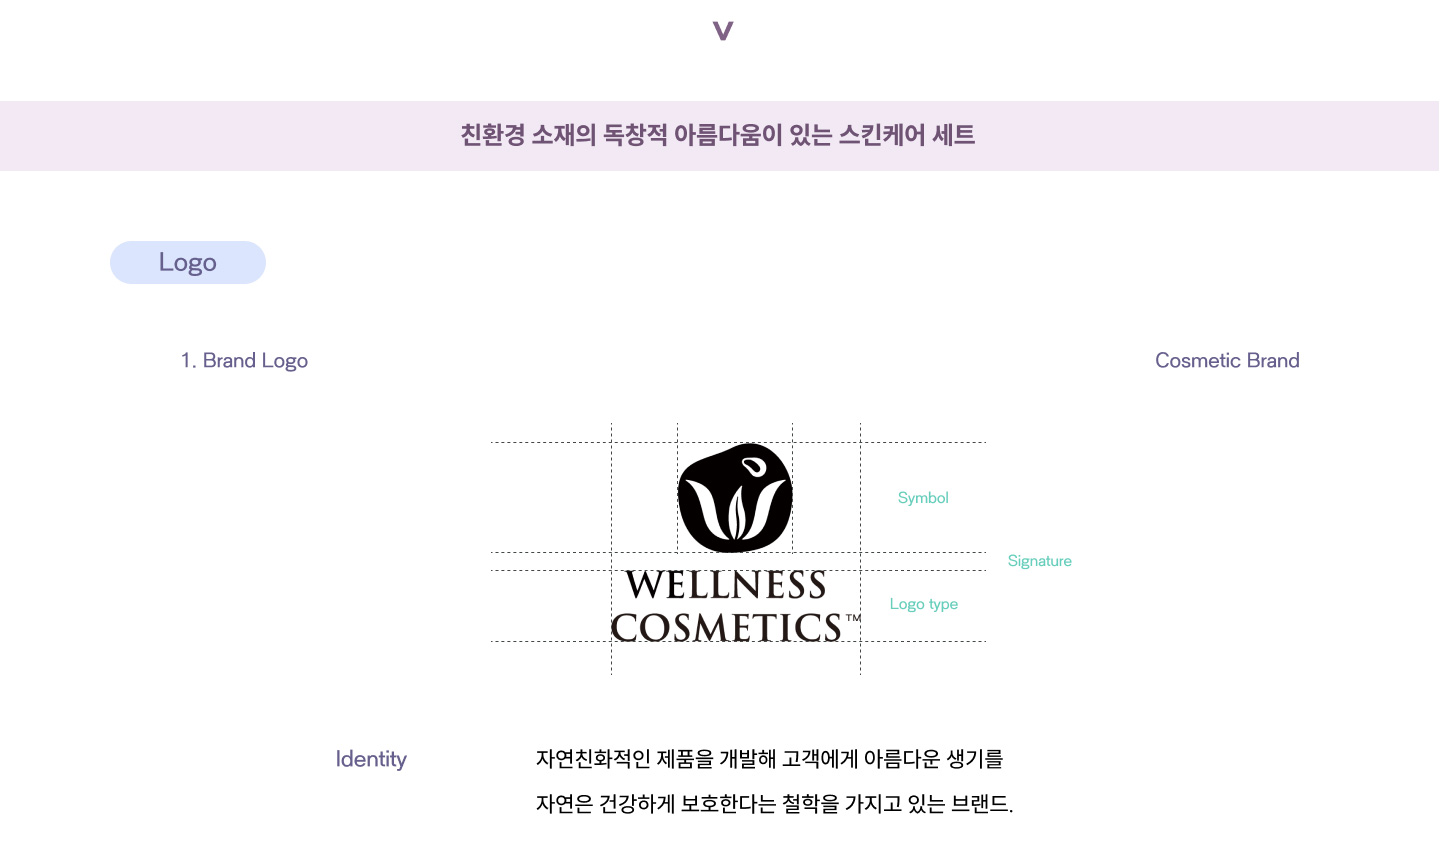 v
친환경 소재의 독창적 아름다움이 있는 스킨케어 세트
Logo
1. Brand Logo
Cosmetic Brand
Symbol
Signature
WELLNESS
COSMETICS™
Logo type
Identity
자연친화적인 제품을 개발해 고객에게 아름다운 생기를
자연은 건강하게 보호한다는 철학을 가지고 있는 브랜드.